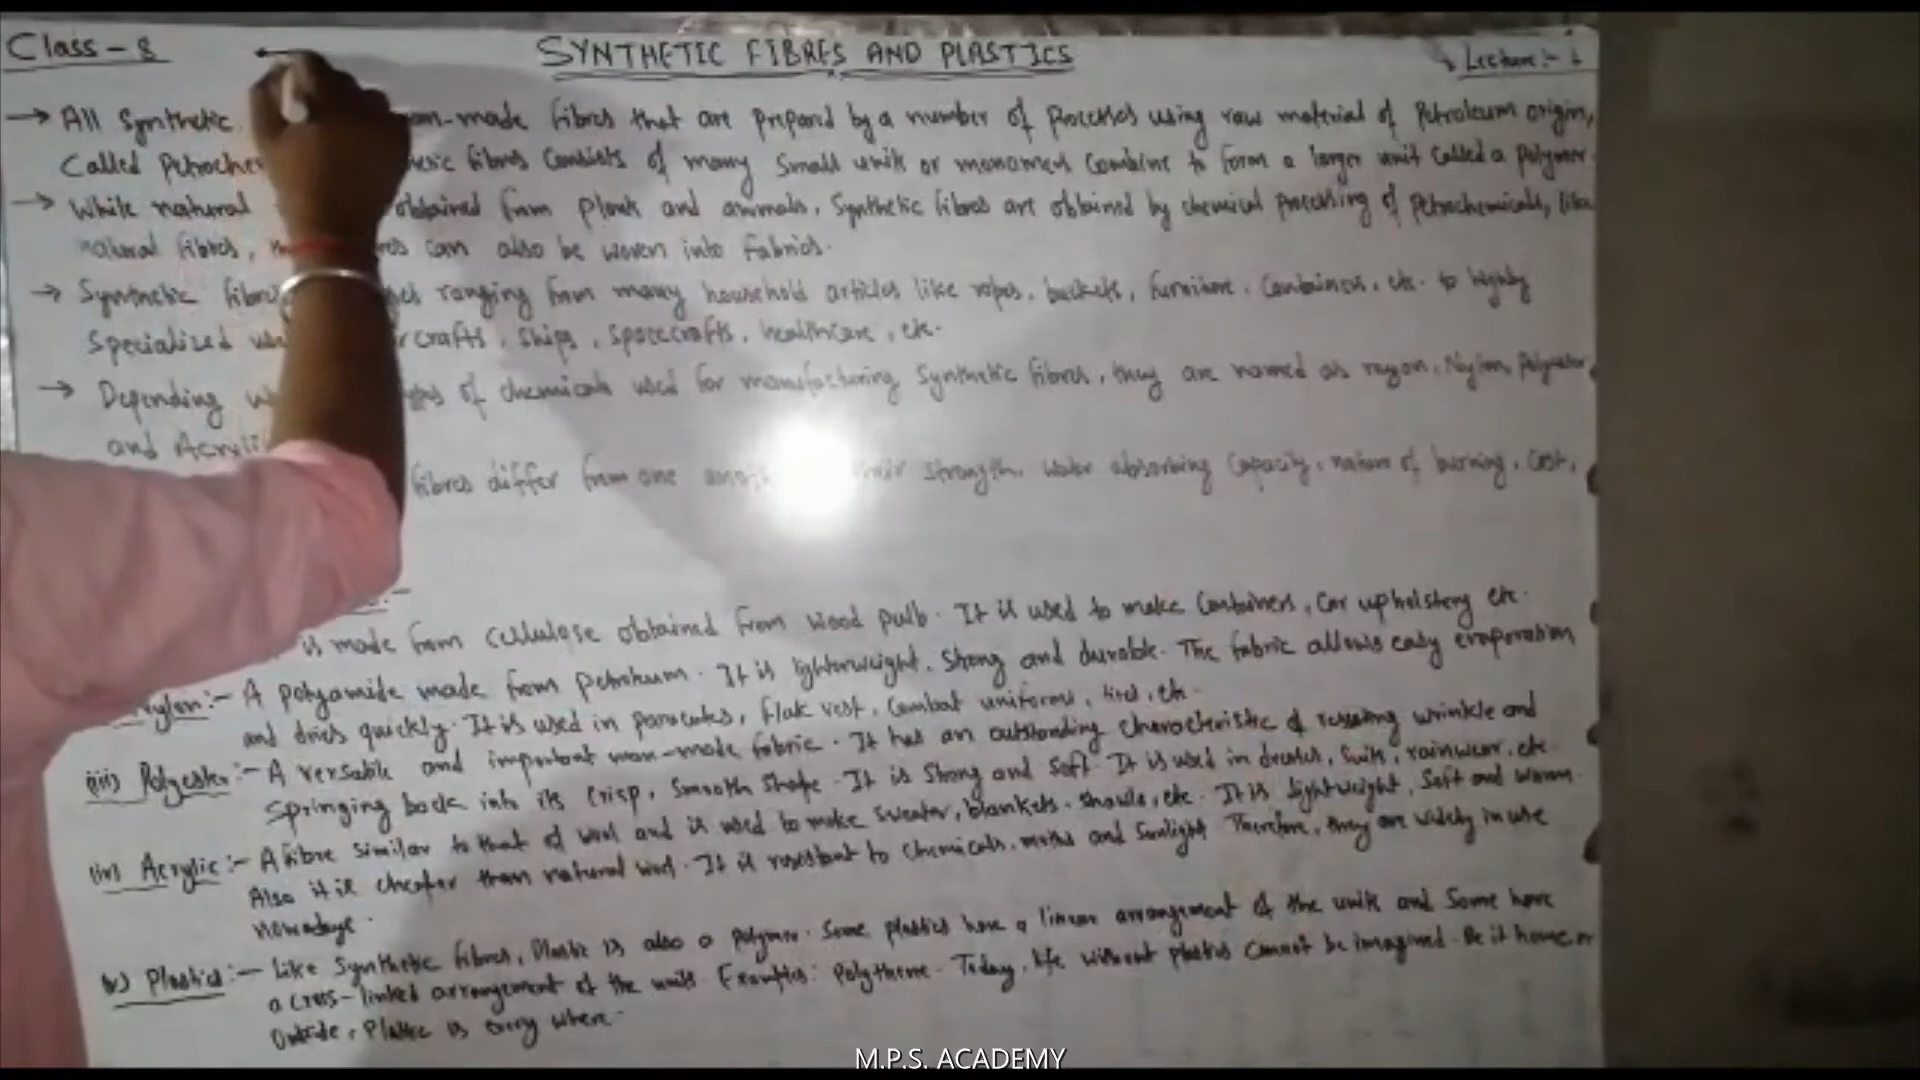 Class - 8
SYNTHETIC FIBRES AND PLASTICS
Lecture :- 1
→ All Synthetic man-made fibres that are prepared by a number of processes using raw material of Petroleum origin,
Called fibres Consists of many Small units or monomers Combine to form a larger unit Called a polymer.
→ While natural obtained from plants and animals, Synthetic fibres are obtained by chemical processing of Petrochemicals, like
natural fibres, can also be woven into fabrics.
→ Synthetic fibres ranging from many household articles like ropes, buckets, furniture, Containers, etc. to highly
Specialized crafts, Ships, Spacecrafts, healthcare, etc.
→ Depending types of chemicals used for manufacturing Synthetic fibres, they are named as rayon, Nylon, Polyester
and Acrylic
fibres differ from one another strength, water absorbing Capacity, nature of burning, Cost,
is made from cellulose obtained from wood pulb. It is used to make Containers, Car upholstery etc.
Nylon :- A polyamide made from petroleum. It is lightweight, Strong and durable. The fabric allows easy evaporation
and dries quickly. It is used in , flak vest, Combat uniforms, etc.
(iii) Polyester :- A versatile and important man-made fabric. It has an outstanding characteristic of wrinkle and
Springing back into its Crisp, Smooth Shape. It is Strong and Soft. It is used in dresses, Suits, rainwear, etc.
(iv) Acrylic :- A fibre similar to that of wool and is used to make sweater, blankets, Shawls, etc. It is lightweight, Soft and warm.
Also it is cheaper than natural wool. It is resistant to chemicals, moths and Sunlight. Therefore, they are widely in use
nowadays.
(v) Plastics :- Like Synthetic fibres, Plastic is also a polymer. Some plastics have a linear arrangement of the units and Some have
a Cross-linked arrangement of the units. Examples: Polythene. Today, life without plastics cannot be imagined. Be it home or
Outside, Plastic is every where.
M.P.S. ACADEMY